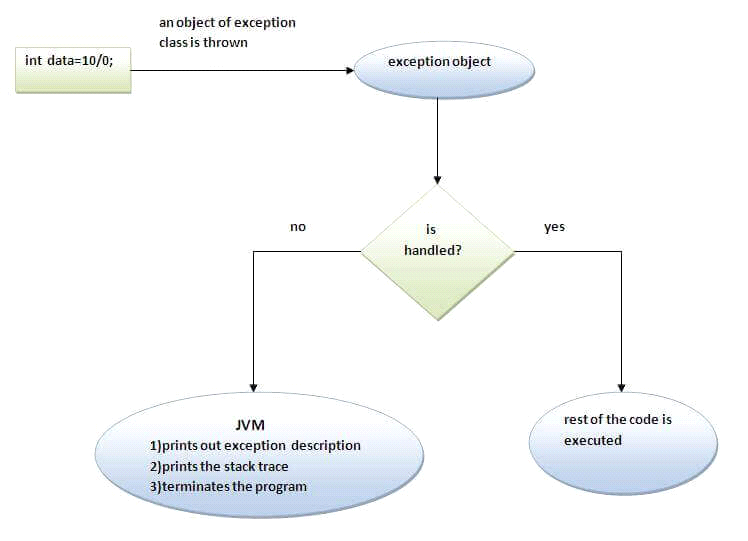 an object of exception
class is thrown
int data=10/0;
exception object
no
is
handled?
yes
JVM
1)prints out exception description
2)prints the stack trace
3)terminates the program
rest of the code is
executed